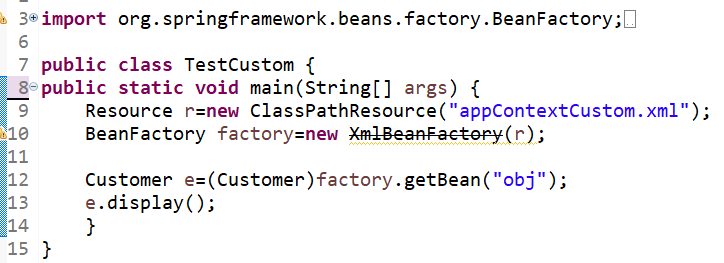 3 import org.springframework.beans.factory.BeanFactory;
6
7 public class TestCustom {
8 public static void main(String[] args) {
9 Resource r=new ClassPathResource("appContextCustom.xml");
10 BeanFactory factory=new XmlBeanFactory(r);
11
12 Customer e=(Customer)factory.getBean("obj");
13 e.display();
14 }
15 }